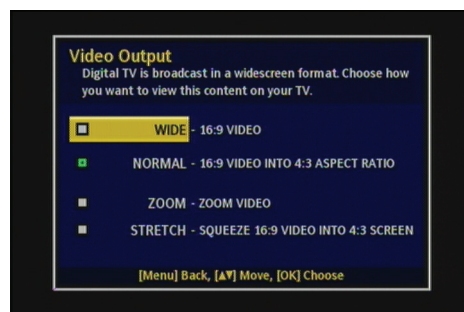 Video Output
Digital TV is broadcast in a widescreen format. Choose how
you want to view this content on your TV.
WIDE - 16:9 VIDEO
NORMAL - 16:9 VIDEO INTO 4:3 ASPECT RATIO
ZOOM - ZOOM VIDEO
STRETCH - SQUEEZE 16:9 VIDEO INTO 4:3 SCREEN
[Menu] Back, [▲▼] Move, [OK] Choose